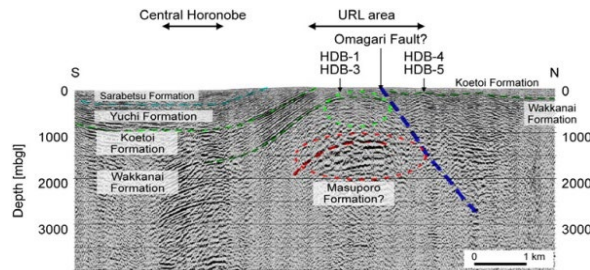 Central Horonobe
URL area
Omagari Fault?
HDB-1
HDB-3
HDB-4
HDB-5
S
N
Koetoi Formation
0
0
Sarabetsu Formation
Yuchi Formation
Wakkanai
Formation
1000
1000
Koetoi
Formation
Depth [mbgl]
Wakkanai
Formation
2000
2000
Masuporo
Formation?
3000
3000
0
1 km